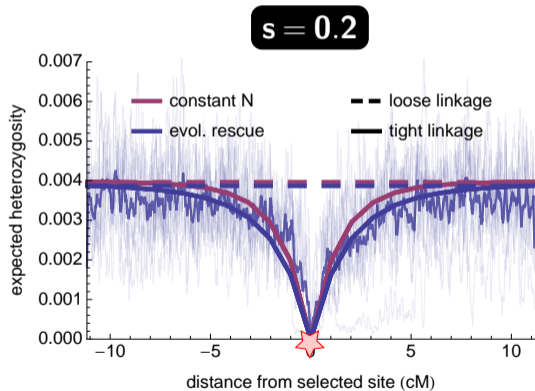 s = 0.2
0.007
0.006
0.005
0.004
0.003
0.002
0.001
0.000
expected heterozygosity
constant N
loose linkage
evol. rescue
tight linkage
−10
−5
0
5
10
distance from selected site (cM)